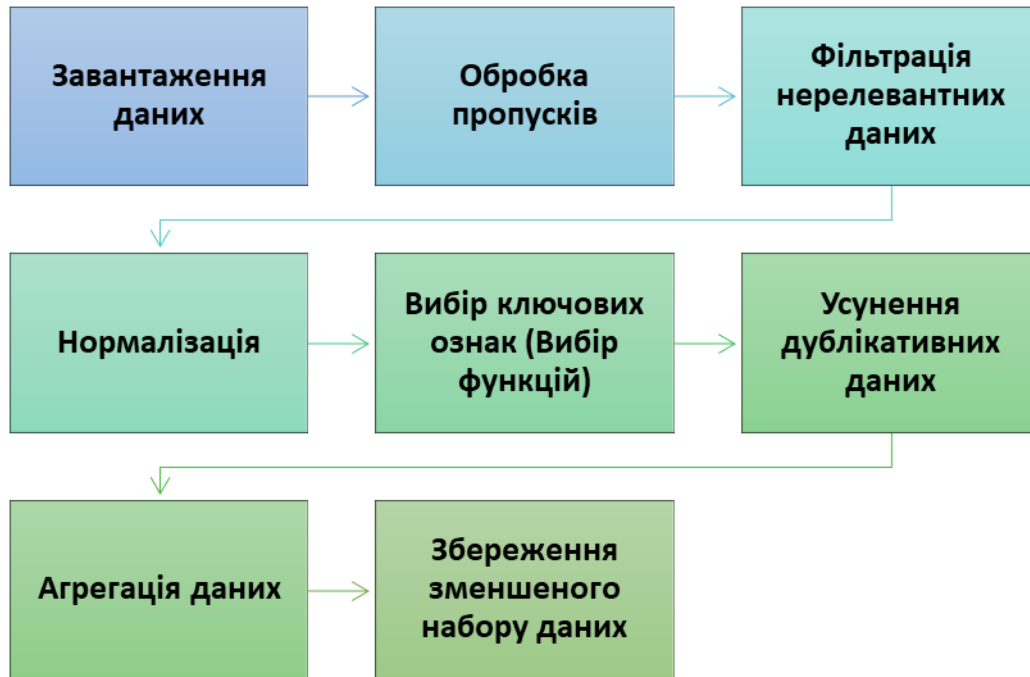 Завантаження
даних
Обробка
пропусків
Фільтрація
нерелевантних
даних
Нормалізація
Вибір ключових
ознак (Вибір
функцій)
Усунення
дублікативних
даних
Агрегація даних
Збереження
зменшеного
набору даних